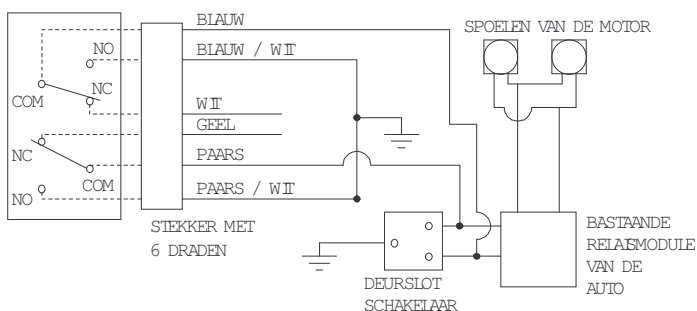 BLAUW
SPOELEN VAN DE MOTOR
NO
BLAUW / WIT
NC
COM
WIT
GEEL
NC
PAARS
COM
NO
PAARS / WIT
STEKKER MET
6 DRADEN
BASTAANDE
RELAISMODULE
VAN DE
AUTO
DEURSLOT
SCHAKELAAR